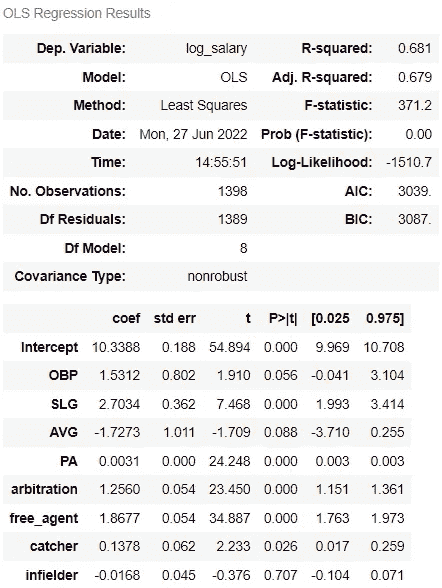 OLS Regression Results
Dep. Variable: log_salary R-squared: 0.681
Model: OLS Adj. R-squared: 0.679
Method: Least Squares F-statistic: 371.2
Date: Mon, 27 Jun 2022 Prob (F-statistic): 0.00
Time: 14:55:51 Log-Likelihood: -1510.7
No. Observations: 1398 AIC: 3039.
Df Residuals: 1389 BIC: 3087.
Df Model: 8
Covariance Type: nonrobust
coef std err t P>|t| [0.025 0.975]
Intercept 10.3388 0.188 54.894 0.000 9.969 10.708
OBP 1.5312 0.802 1.910 0.056 -0.041 3.104
SLG 2.7034 0.362 7.468 0.000 1.993 3.414
AVG -1.7273 1.011 -1.709 0.088 -3.710 0.255
PA 0.0031 0.000 24.248 0.000 0.003 0.003
arbitration 1.2560 0.054 23.450 0.000 1.151 1.361
free_agent 1.8677 0.054 34.887 0.000 1.763 1.973
catcher 0.1378 0.062 2.233 0.026 0.017 0.259
infielder -0.0168 0.045 -0.376 0.707 -0.104 0.071